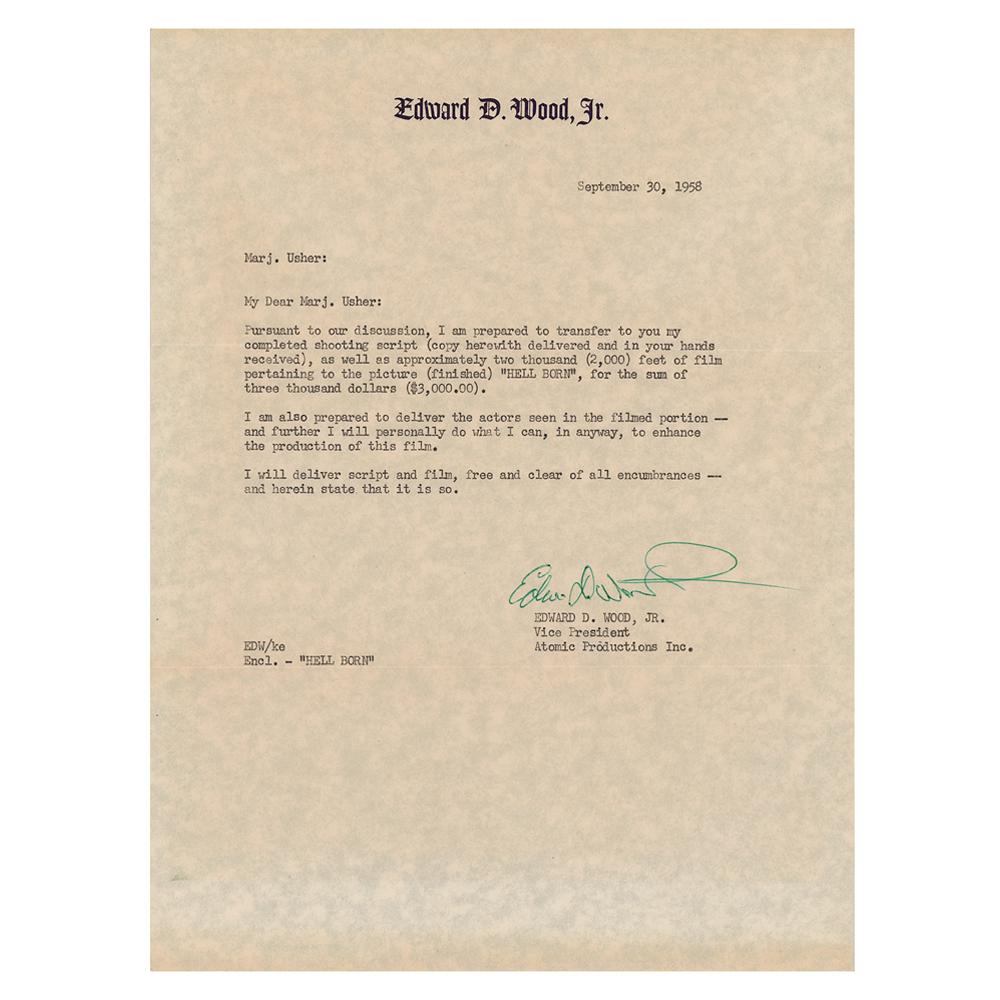 Edward D. Wood, Jr.
September 30, 1958
Marj. Usher:
My Dear Marj. Usher:
Pursuant to our discussion, I am prepared to transfer to you my
completed shooting script (copy herewith delivered and in your hands
received), as well as approximately two thousand (2,000) feet of film
pertaining to the picture (finished) "HELL BORN", for the sum of
three thousand dollars ($3,000.00).
I am also prepared to deliver the actors seen in the filmed portion --
and further I will personally do what I can, in anyway, to enhance
the production of this film.
I will deliver script and film, free and clear of all encumbrances --
and herein state that it is so.
Edw. D. Wood Jr
EDWARD D. WOOD, JR.
Vice President
Atomic Productions Inc.
EDW/ke
Encl. - "HELL BORN"